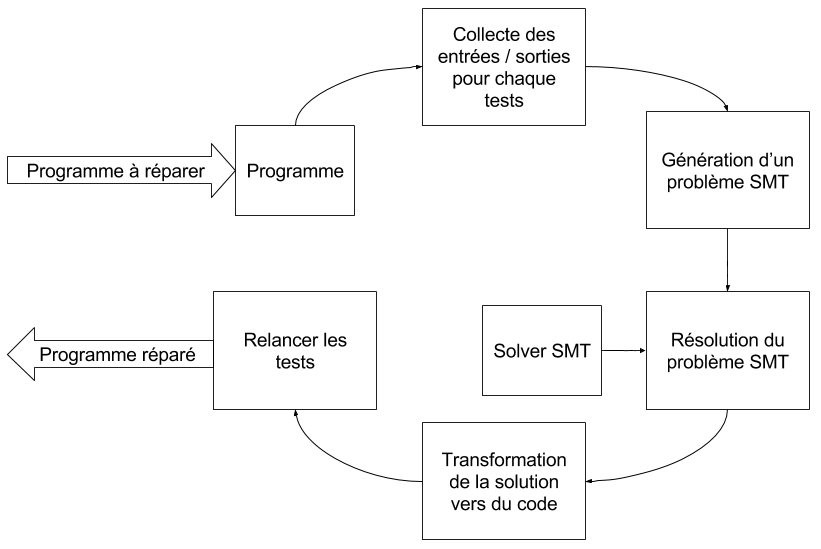 Collecte des
entrées / sorties
pour chaque
tests
Programme à réparer
Programme
Génération d'un
problème SMT
Relancer les
tests
Programme réparé
Solver SMT
Résolution du
problème SMT
Transformation
de la solution
vers du code